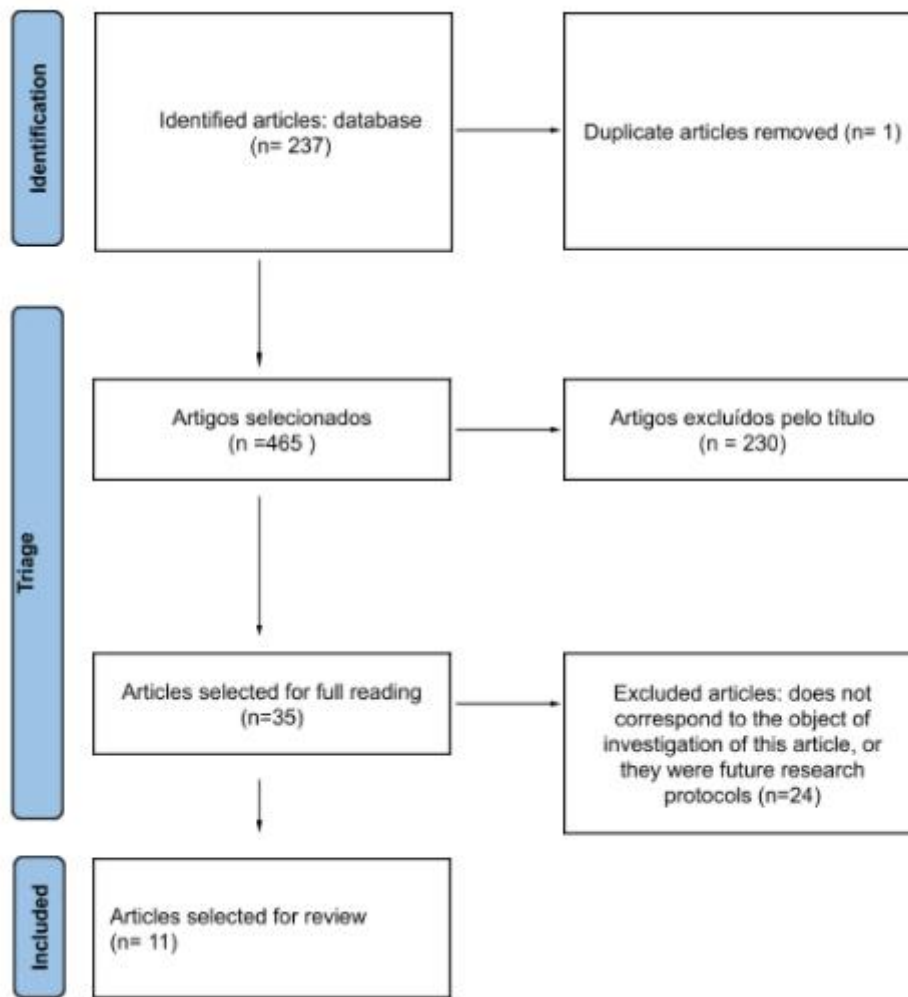 Identification
Identified articles: database
(n= 237)
Duplicate articles removed (n= 1)
Triage
Artigos selecionados
(n =465 )
Artigos excluídos pelo título
(n = 230)
Articles selected for full reading
(n=35)
Excluded articles: does not
correspond to the object of
investigation of this article, or
they were future research
protocols (n=24)
Included
Articles selected for review
(n= 11)